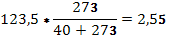 123,5 * 273 / (40 + 273) = 2,55